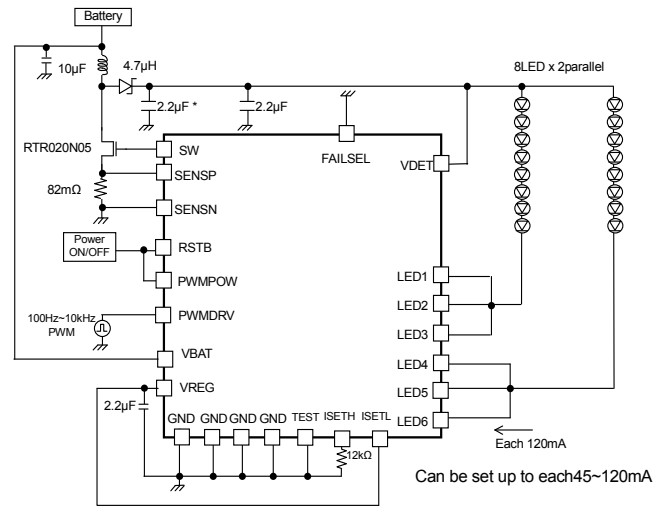 Battery
10µF
4.7µH
8LED x 2parallel
2.2µF *
2.2µF
RTR020N05
SW
FAILSEL
VDET
SENSP
82mΩ
SENSN
Power
ON/OFF
RSTB
PWMPOW
LED1
LED2
LED3
100Hz~10kHz
PWM
PWMDRV
VBAT
LED4
VREG
LED5
2.2µF
LED6
GND GND GND GND TEST ISETH ISETL
Each 120mA
12kΩ
Can be set up to each45~120mA